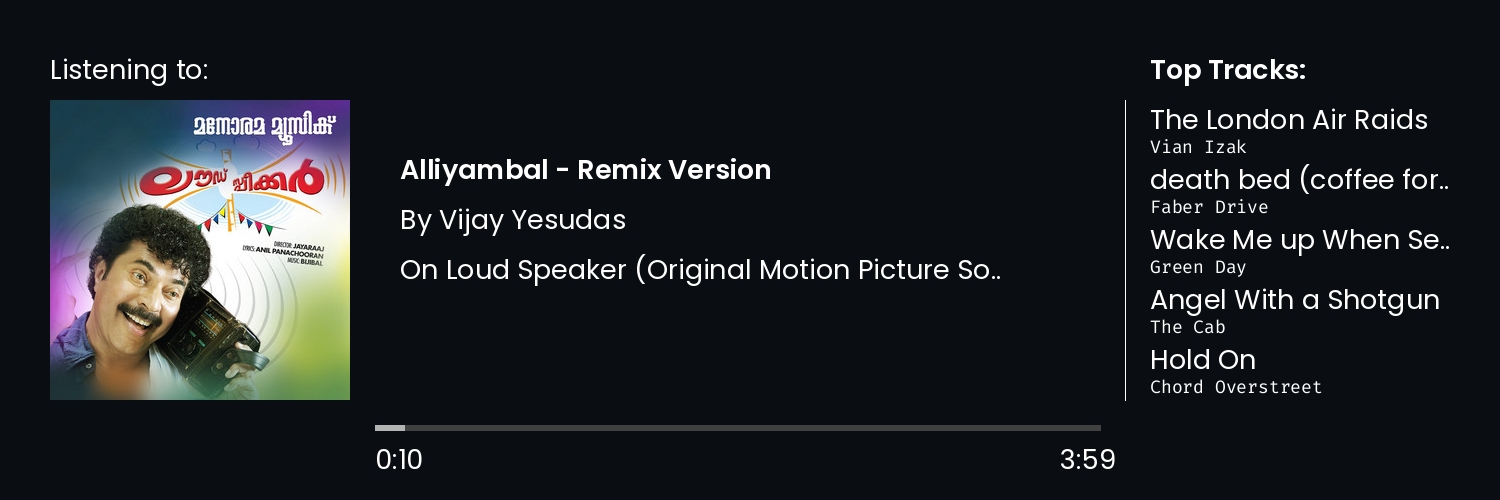 Listening to:
മനോരമ മ്യൂസിക്
ലൗഡ് സ്പീക്കർ
DIRECTOR: JAYARAAJ
LYRICS: ANIL PANACHOORAN
MUSIC: BIJIBAL
Alliyambal - Remix Version
By Vijay Yesudas
On Loud Speaker (Original Motion Picture So..
0:10
3:59
Top Tracks:
The London Air Raids
Vian Izak
death bed (coffee for..
Faber Drive
Wake Me up When Se..
Green Day
Angel With a Shotgun
The Cab
Hold On
Chord Overstreet